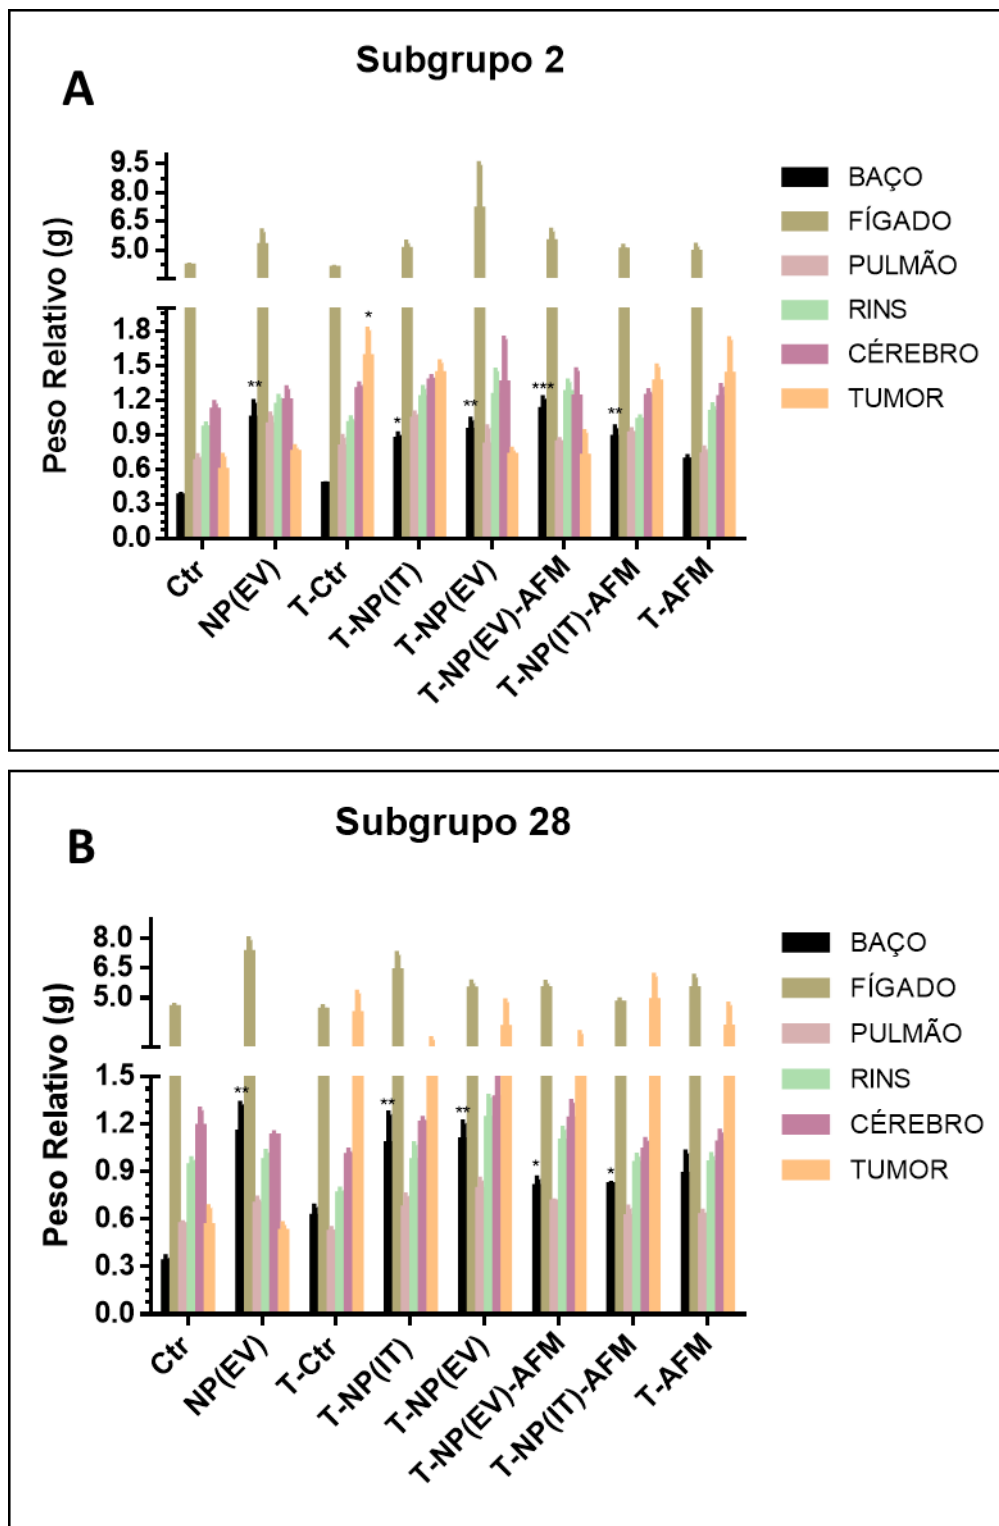 Subgrupo 2
A
Peso Relativo (g)
9.5
8.0
6.5
5.0
1.8
1.5
1.2
0.9
0.6
0.3
0.0
**
*
*
**
***
**
Ctr
NP(EV)
T-Ctr
T-NP(IT)
T-NP(EV)
T-NP(EV)-AFM
T-NP(IT)-AFM
T-AFM
BAÇO
FÍGADO
PULMÃO
RINS
CÉREBRO
TUMOR
Subgrupo 28
B
Peso Relativo (g)
8.0
6.5
5.0
1.5
1.2
0.9
0.6
0.3
0.0
**
**
**
*
*
Ctr
NP(EV)
T-Ctr
T-NP(IT)
T-NP(EV)
T-NP(EV)-AFM
T-NP(IT)-AFM
T-AFM
BAÇO
FÍGADO
PULMÃO
RINS
CÉREBRO
TUMOR